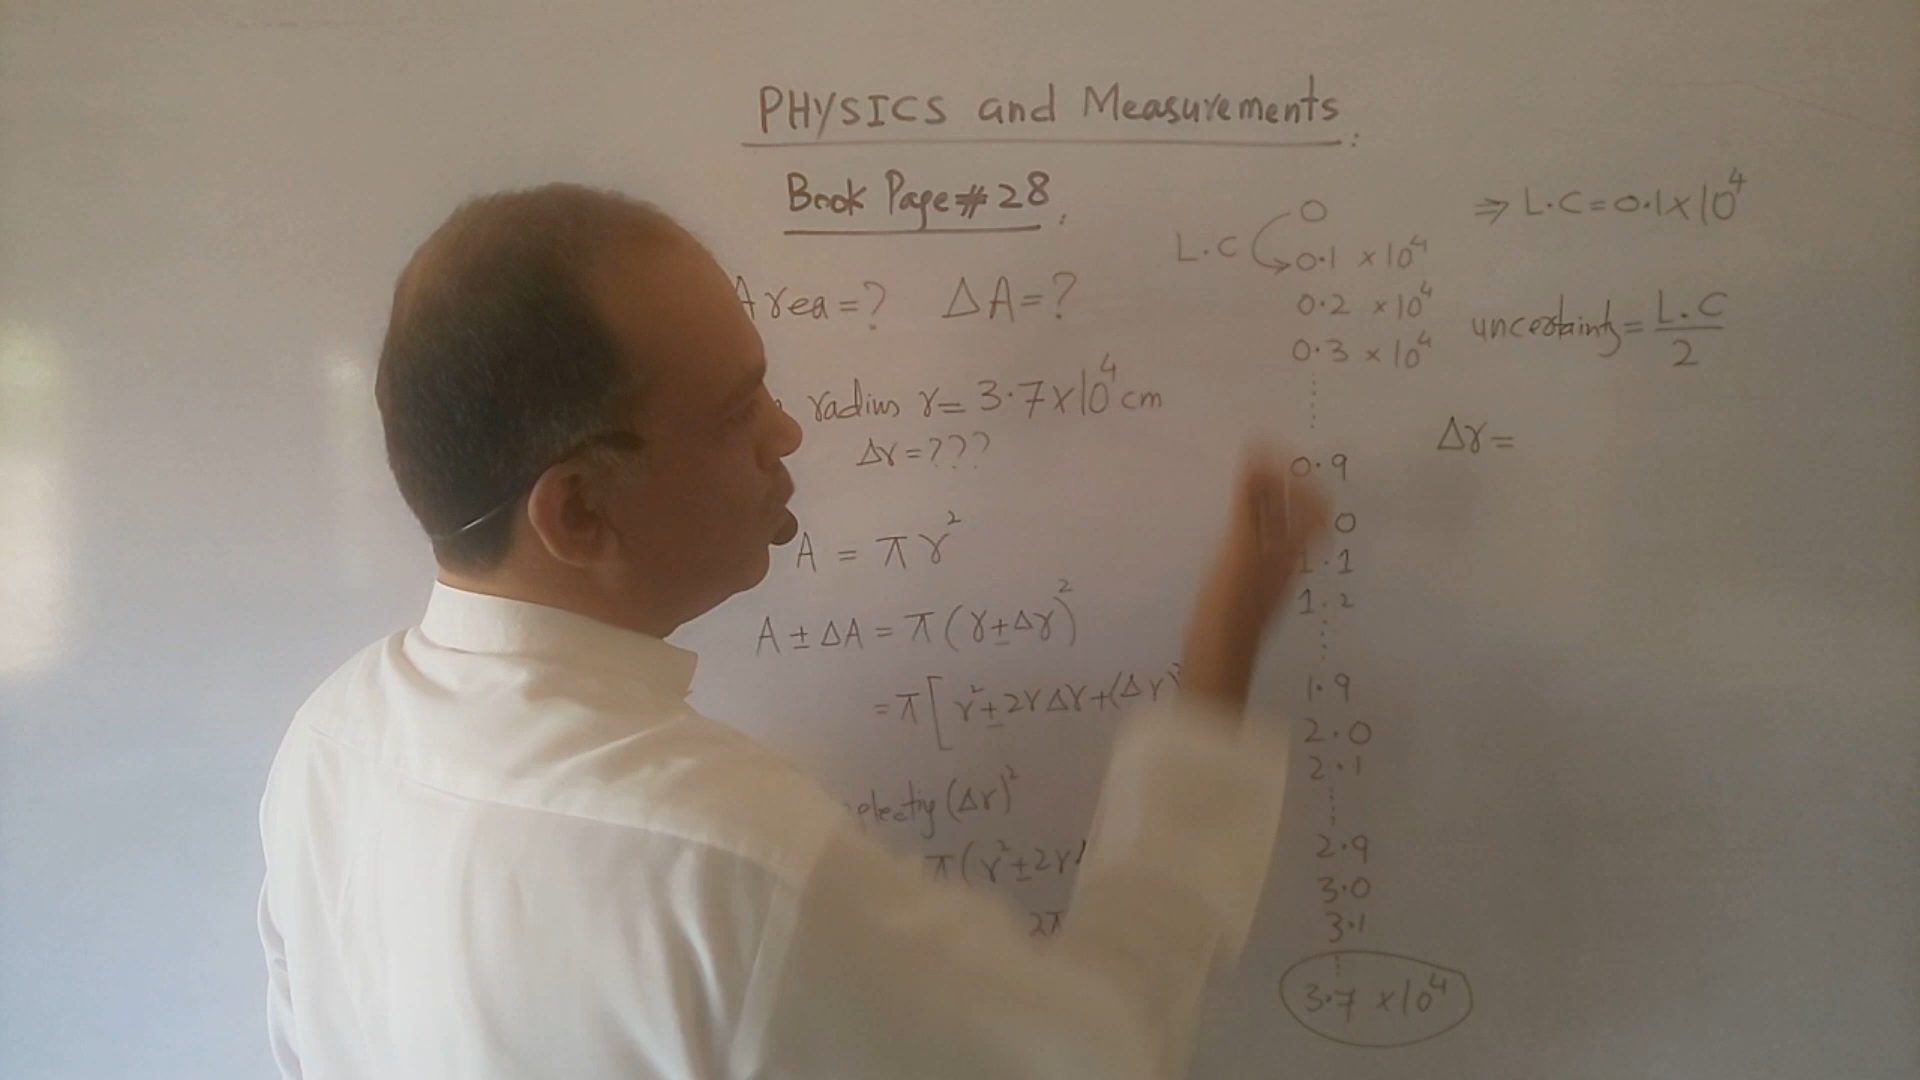 PHYSICS and Measurements
Book Page # 28
Area = ? ΔA = ?
radius r = 3.7 x 10⁴ cm
Δr = ???
A = π r²
A ± ΔA = π (r ± Δr)²
= π [ r² ± 2rΔr + (Δr)²
(Δr)²
π (r² ± 2r
2π
L.C
0
0.1 x 10⁴
0.2 x 10⁴
0.3 x 10⁴
0.9
0
1.1
1.2
1.9
2.0
2.1
2.9
3.0
3.1
3.7 x 10⁴
⇒ L.C = 0.1 x 10⁴
uncertainty = L.C / 2
Δr =